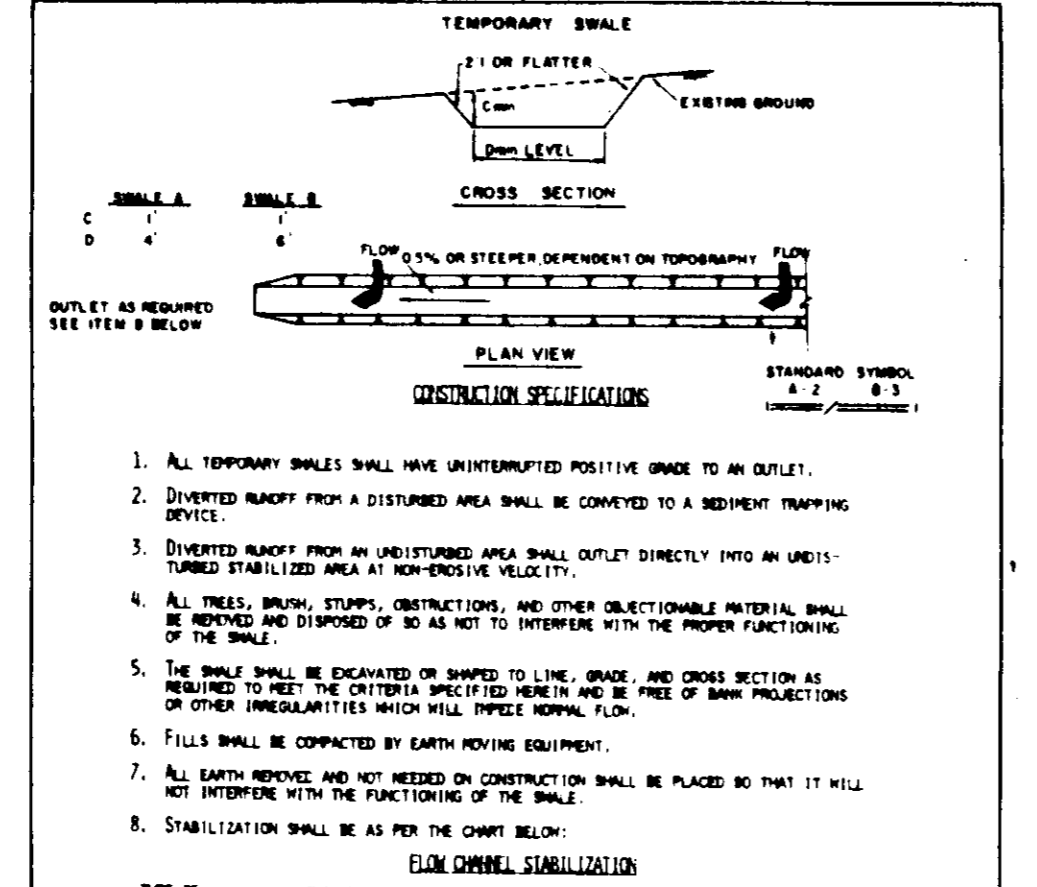 TEMPORARY SWALE
2:1 OR FLATTER
C min
EXISTING GROUND
D min LEVEL
CROSS SECTION
SWALE A SWALE B
C 1' 1'
D 4' 6'
FLOW 0.5% OR STEEPER, DEPENDENT ON TOPOGRAPHY FLOW
OUTLET AS REQUIRED
SEE ITEM 8 BELOW
PLAN VIEW
STANDARD SYMBOL
A-2 B-3
CONSTRUCTION SPECIFICATIONS
1. ALL TEMPORARY SWALES SHALL HAVE UNINTERRUPTED POSITIVE GRADE TO AN OUTLET.
2. DIVERTED RUNOFF FROM A DISTURBED AREA SHALL BE CONVEYED TO A SEDIMENT TRAPPING
DEVICE.
3. DIVERTED RUNOFF FROM AN UNDISTURBED AREA SHALL OUTLET DIRECTLY INTO AN UNDIS-
TURBED STABILIZED AREA AT NON-EROSIVE VELOCITY.
4. ALL TREES, BRUSH, STUMPS, OBSTRUCTIONS, AND OTHER OBJECTIONABLE MATERIAL SHALL
BE REMOVED AND DISPOSED OF SO AS NOT TO INTERFERE WITH THE PROPER FUNCTIONING
OF THE SWALE.
5. THE SWALE SHALL BE EXCAVATED OR SHAPED TO LINE, GRADE, AND CROSS SECTION AS
REQUIRED TO MEET THE CRITERIA SPECIFIED HEREIN AND BE FREE OF BANK PROJECTIONS
OR OTHER IRREGULARITIES WHICH WILL IMPEDE NORMAL FLOW.
6. FILLS SHALL BE COMPACTED BY EARTH MOVING EQUIPMENT.
7. ALL EARTH REMOVED AND NOT NEEDED ON CONSTRUCTION SHALL BE PLACED SO THAT IT WILL
NOT INTERFERE WITH THE FUNCTIONING OF THE SWALE.
8. STABILIZATION SHALL BE AS PER THE CHART BELOW:
FLOW CHANNEL STABILIZATION